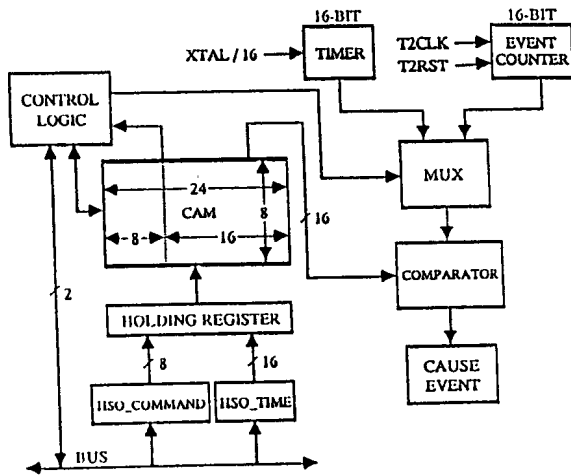 16-BIT
16-BIT
XTAL / 16
TIMER
T2CLK
T2RST
EVENT
COUNTER
CONTROL
LOGIC
MUX
24
CAM
8
8
16
16
COMPARATOR
2
HOLDING REGISTER
8
16
CAUSE
EVENT
HSO_COMMAND
HSO_TIME
BUS